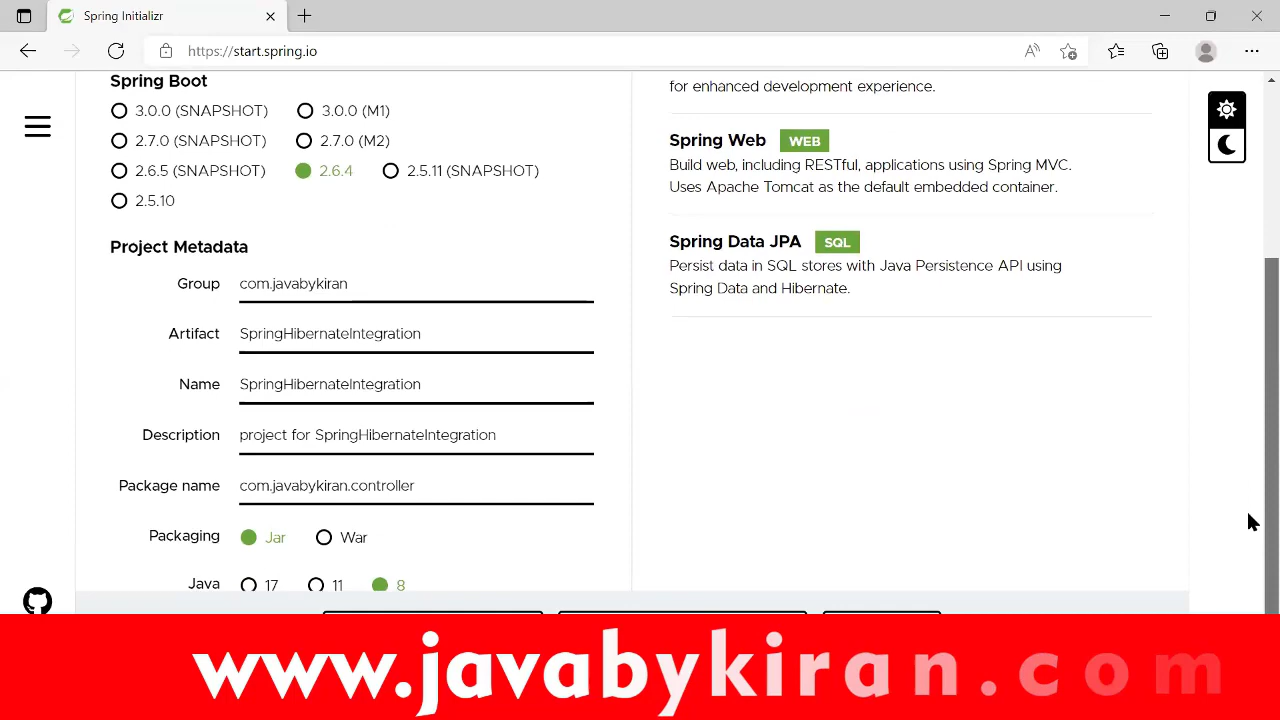 Spring Initializr
https://start.spring.io
Spring Boot
3.0.0 (SNAPSHOT) 3.0.0 (M1)
2.7.0 (SNAPSHOT) 2.7.0 (M2)
2.6.5 (SNAPSHOT) 2.6.4 2.5.11 (SNAPSHOT)
2.5.10
Project Metadata
Group com.javabykiran
Artifact SpringHibernateIntegration
Name SpringHibernateIntegration
Description project for SpringHibernateIntegration
Package name com.javabykiran.controller
Packaging Jar War
Java 17 11 8
for enhanced development experience.
Spring Web WEB
Build web, including RESTful, applications using Spring MVC.
Uses Apache Tomcat as the default embedded container.
Spring Data JPA SQL
Persist data in SQL stores with Java Persistence API using
Spring Data and Hibernate.
www.javabykiran.com